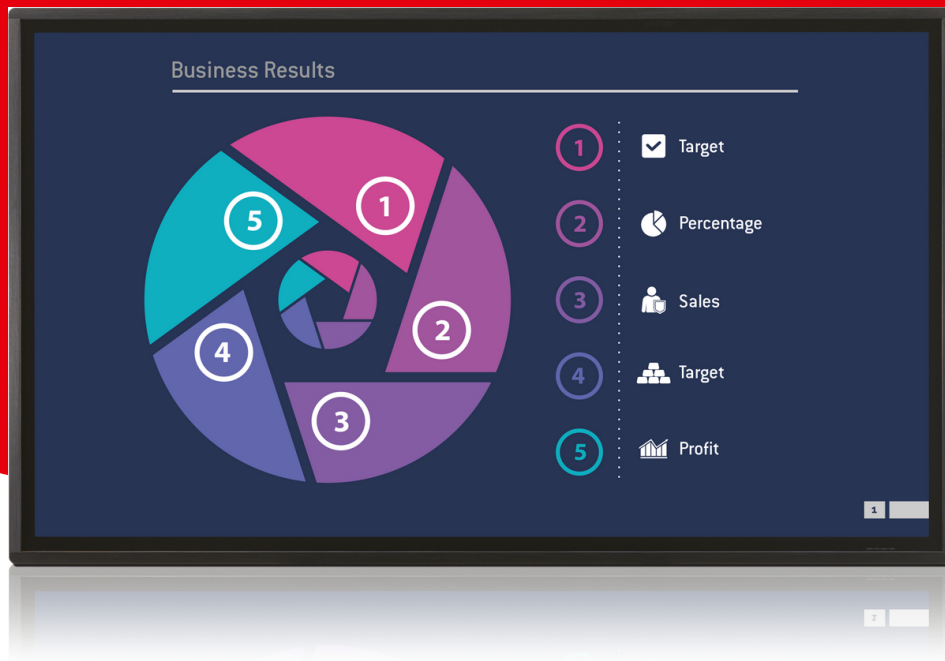 Business Results
5
1
4
2
3
1 Target
2 Percentage
3 Sales
4 Target
5 Profit
1